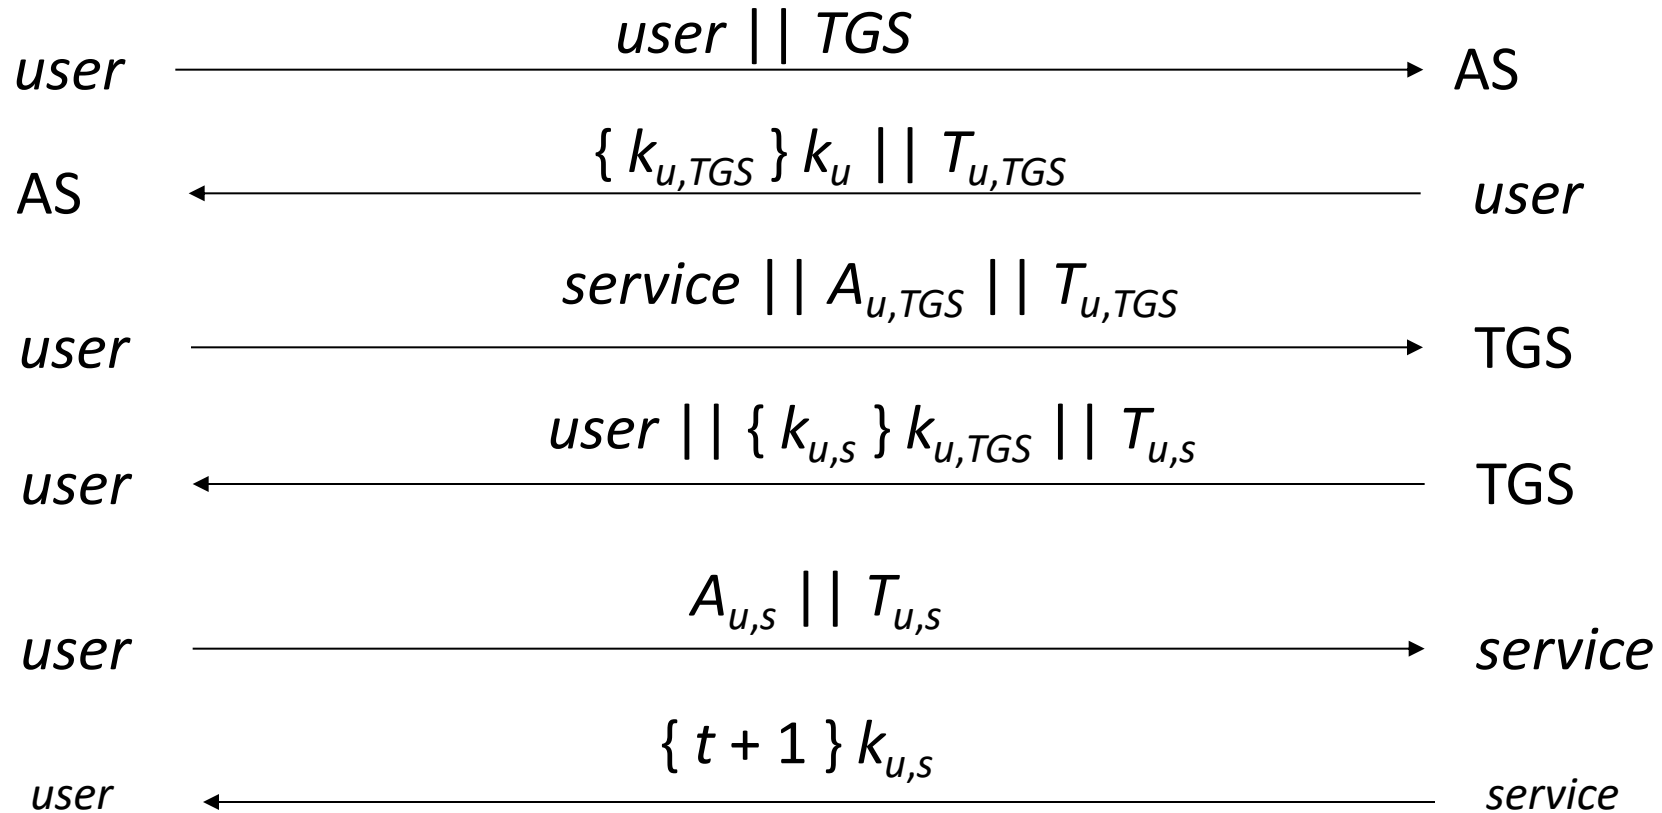 user || TGS
user AS
{ k_u,TGS } k_u || T_u,TGS
AS user
service || A_u,TGS || T_u,TGS
user TGS
user || { k_u,s } k_u,TGS || T_u,s
user TGS
A_u,s || T_u,s
user service
{ t + 1 } k_u,s
user service